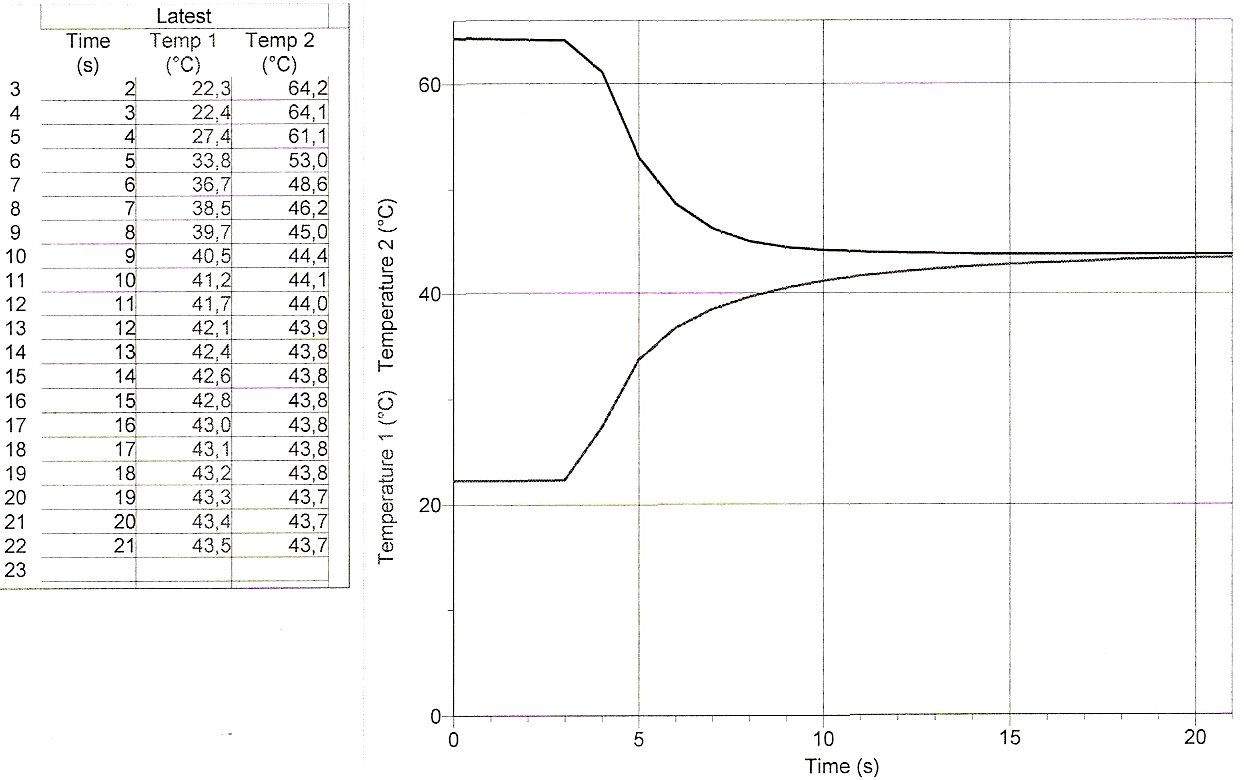 Latest
Time Temp 1 Temp 2
(s) (°C) (°C)
3 2 22,3 64,2
4 3 22,4 64,1
5 4 27,4 61,1
6 5 33,8 53,0
7 6 36,7 48,6
8 7 38,5 46,2
9 8 39,7 45,0
10 9 40,5 44,4
11 10 41,2 44,1
12 11 41,7 44,0
13 12 42,1 43,9
14 13 42,4 43,8
15 14 42,6 43,8
16 15 42,8 43,8
17 16 43,0 43,8
18 17 43,1 43,8
19 18 43,2 43,8
20 19 43,3 43,7
21 20 43,4 43,7
22 21 43,5 43,7
23
Temperature 1 (°C) Temperature 2 (°C)
60
40
20
0
0 5 10 15 20
Time (s)